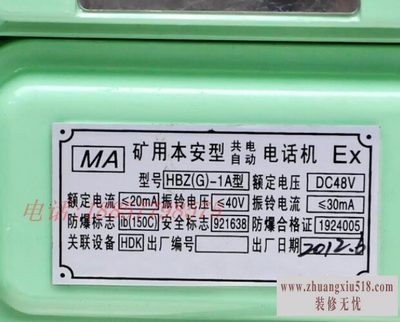 MA 矿用本安型 共电自动 电话机 Ex
型号 HBZ(G)-1A型 额定电压 DC48V
额定电流 ≤20mA 振铃电压 ≤40V 振铃电流 ≤30mA
防爆标志 ib(150C) 安全标志 921638 防爆合格证 1924005
关联设备 HDK 出厂编号 出厂日期 2012.6
电话
www.zhuangxiu518.com
装修无忧